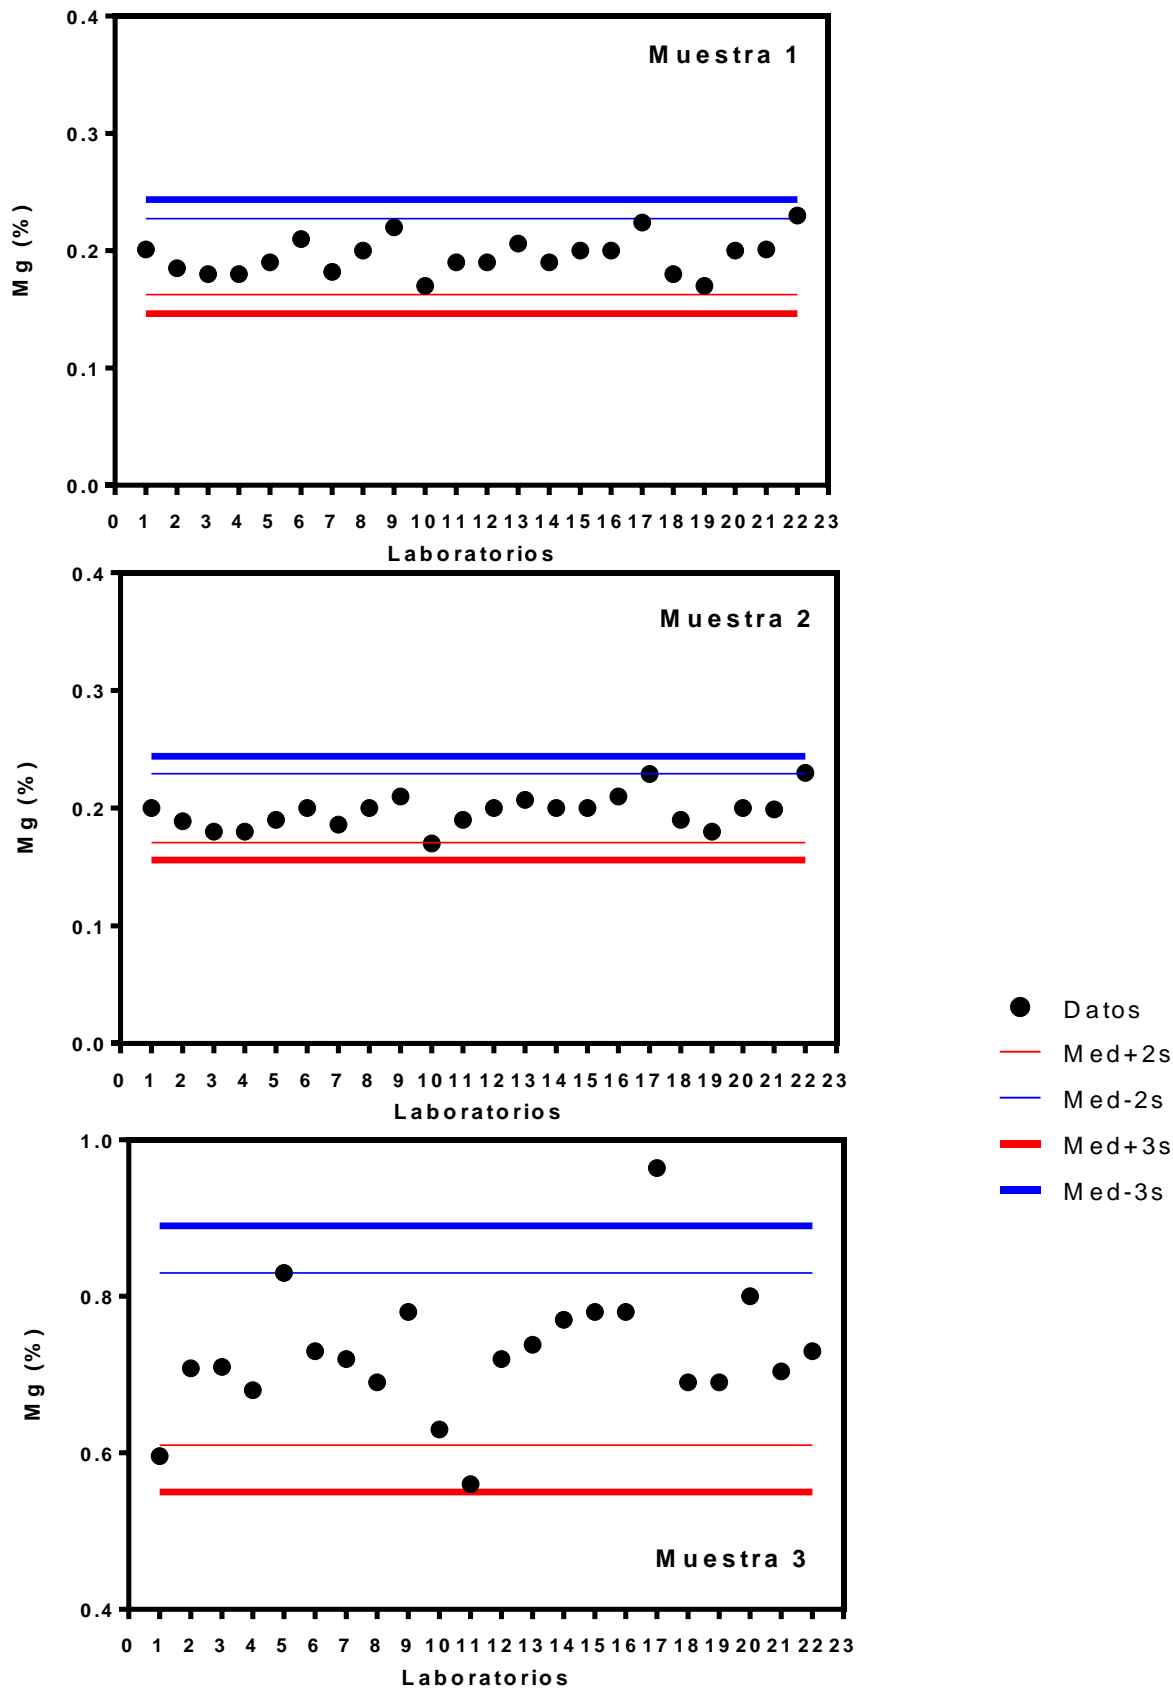 Muestra 1
Mg (%)
0.4
0.3
0.2
0.1
0.0
0 1 2 3 4 5 6 7 8 9 10 11 12 13 14 15 16 17 18 19 20 21 22 23
Laboratorios
Muestra 2
Mg (%)
0.4
0.3
0.2
0.1
0.0
0 1 2 3 4 5 6 7 8 9 10 11 12 13 14 15 16 17 18 19 20 21 22 23
Laboratorios
Datos
Med+2s
Med-2s
Med+3s
Med-3s
Mg (%)
1.0
0.8
0.6
0.4
Muestra 3
0 1 2 3 4 5 6 7 8 9 10 11 12 13 14 15 16 17 18 19 20 21 22 23
Laboratorios